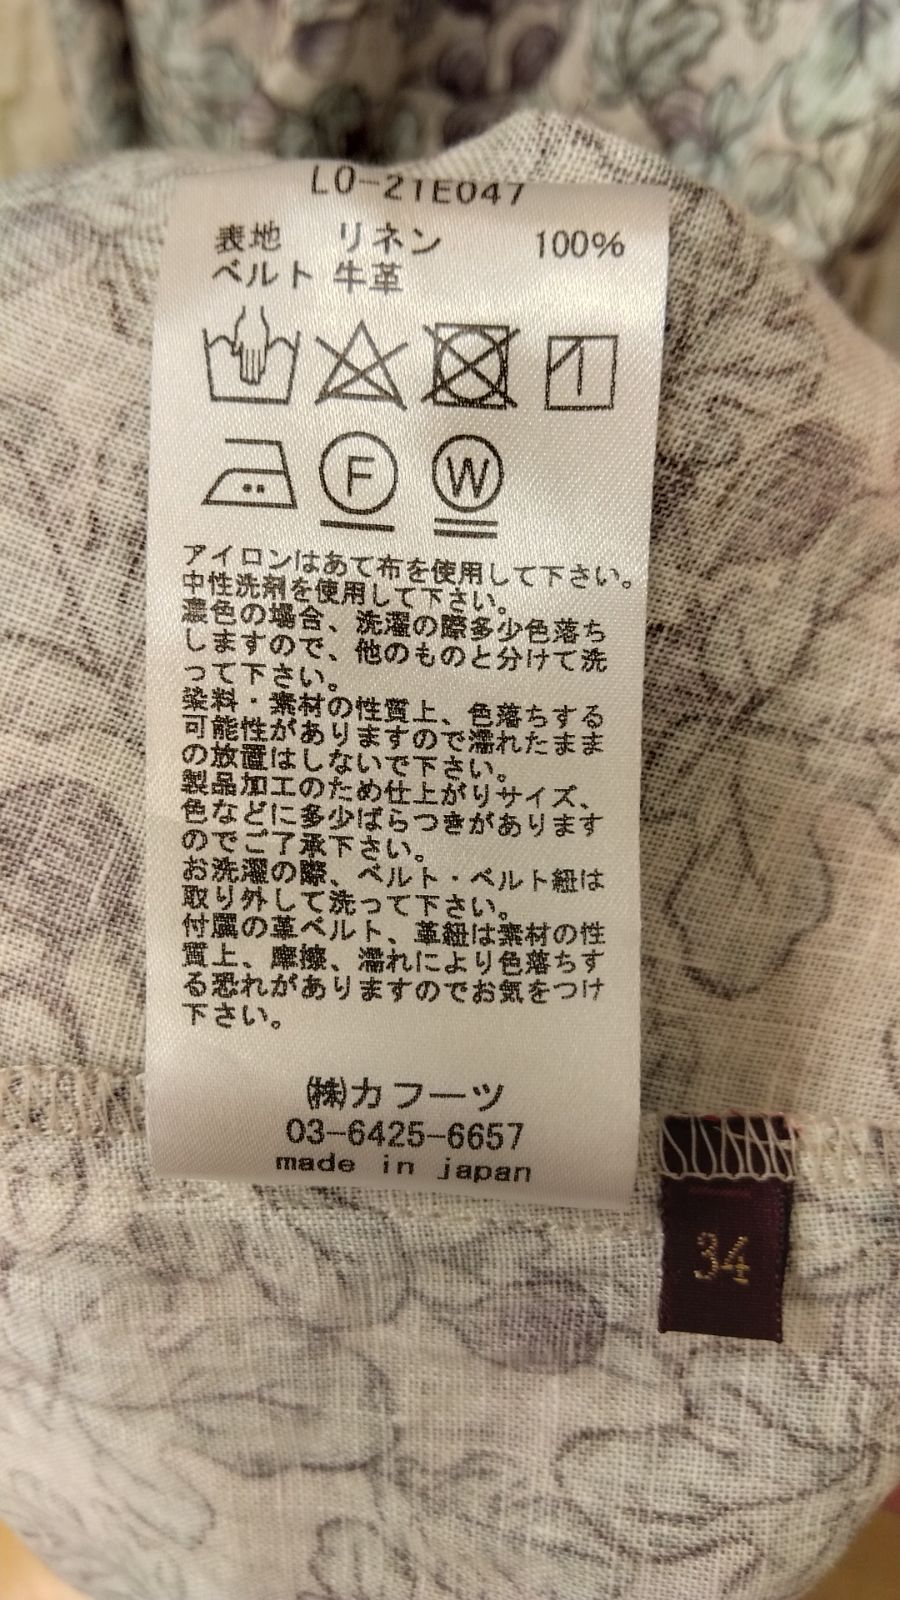 LO-21E047
表地 リネン 100%
ベルト 牛革
F W
アイロンはあて布を使用して下さい。
中性洗剤を使用して下さい。
濃色の場合、洗濯の際多少色落ち
しますので、他のものと分けて洗
って下さい。
染料・素材の性質上、色落ちする
可能性がありますので濡れたまま
の放置はしないで下さい。
製品加工のため仕上がりサイズ、
色などに多少ばらつきがあります
のでご了承下さい。
お洗濯の際、ベルト・ベルト紐は
取り外して洗って下さい。
付属の革ベルト、革紐は素材の性
質上、摩擦、濡れにより色落ちす
る恐れがありますのでお気をつけ
下さい。
㈱カフーツ
03-6425-6657
made in japan
34